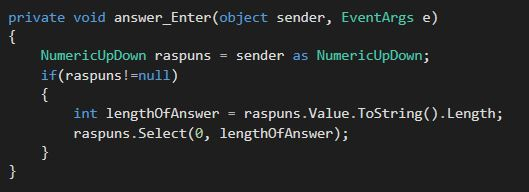 private void answer_Enter(object sender, EventArgs e)
{
    NumericUpDown raspuns = sender as NumericUpDown;
    if(raspuns!=null)
    {
        int lengthOfAnswer = raspuns.Value.ToString().Length;
        raspuns.Select(0, lengthOfAnswer);
    }
}